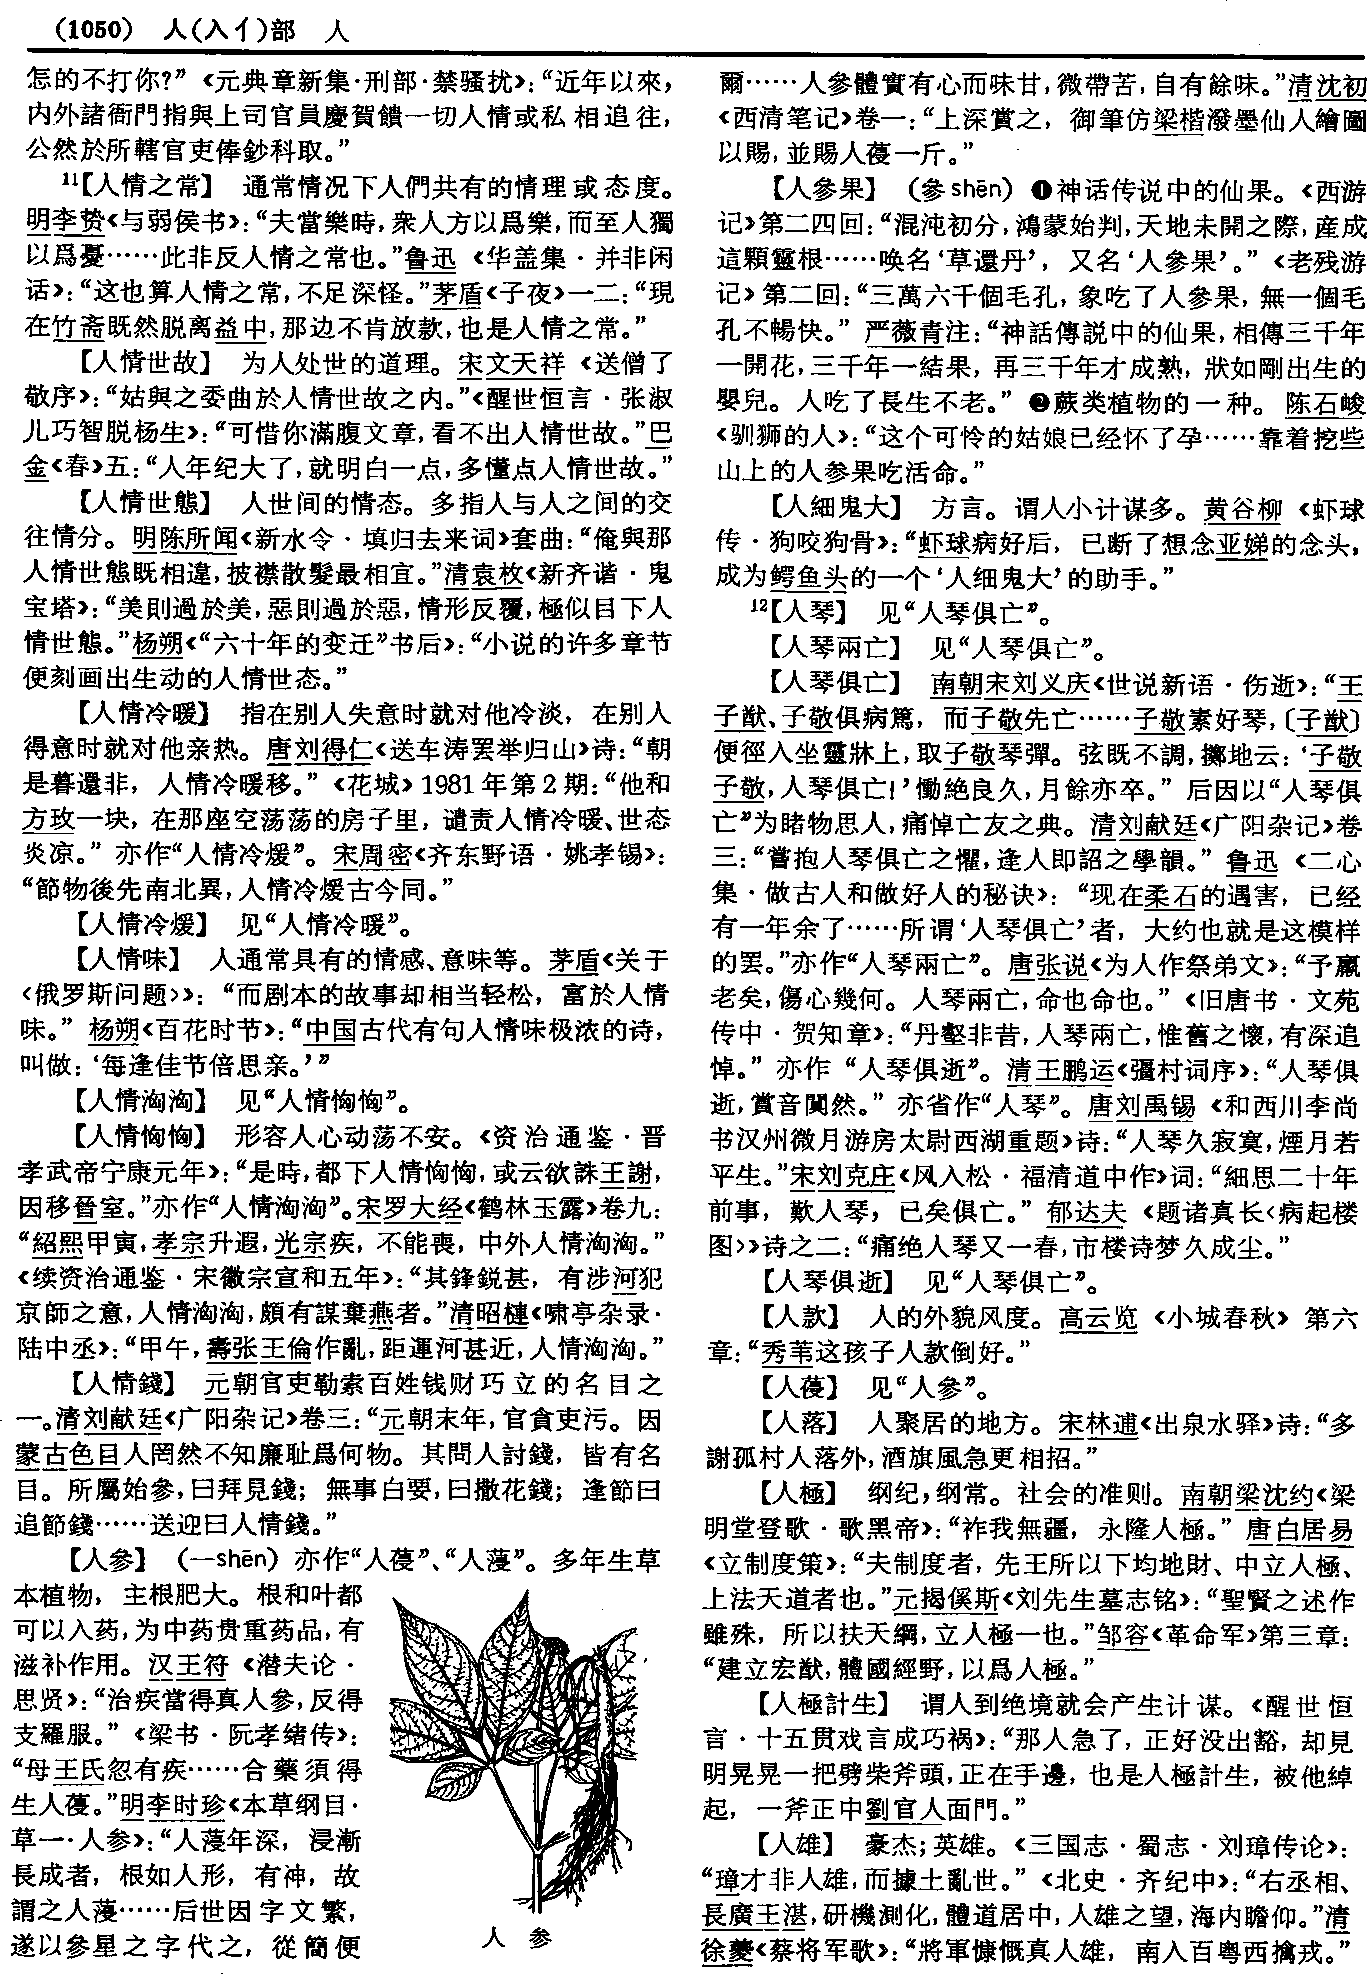 (1050) 人(入亻)部 人
怎的不打你?”《元典章新集·刑部·禁骚扰》:“近年以來,
内外諸衙門指與上司官員慶賀饋一切人情或私相追往,
公然於所轄官吏俸鈔科取。”
11【人情之常】 通常情况下人們共有的情理或态度。
明李贽《与弱侯书》:“夫當樂時,衆人方以爲樂,而至人獨
以爲憂……此非反人情之常也。”鲁迅《华盖集·并非闲
话》:“这也算人情之常,不足深怪。”茅盾《子夜》一二:“現
在竹斋既然脱离益中,那边不肯放款,也是人情之常。”
【人情世故】 为人处世的道理。宋文天祥《送僧了
敬序》:“姑與之委曲於人情世故之内。”《醒世恒言·张淑
儿巧智脱杨生》:“可惜你滿腹文章,看不出人情世故。”巴
金《春》五:“人年纪大了,就明白一点,多懂点人情世故。”
【人情世態】 人世间的情态。多指人与人之间的交
往情分。明陈所闻《新水令·填归去来词》套曲:“俺與那
人情世態既相違,披襟散髮最相宜。”清袁枚《新齐谐·鬼
宝塔》:“美則過於美,惡則過於惡,情形反覆,極似目下人
情世態。”杨朔《“六十年的变迁”书后》:“小说的许多章节
便刻画出生动的人情世态。”
【人情冷暖】 指在别人失意时就对他冷淡,在别人
得意时就对他亲热。唐刘得仁《送车涛罢举归山》诗:“朝
是暮還非,人情冷暖移。”《花城》1981年第2期:“他和
方玫一块,在那座空荡荡的房子里,谴责人情冷暖、世态
炎凉。”亦作“人情冷煖”。宋周密《齐东野语·姚孝锡》:
“節物後先南北異,人情冷煖古今同。”
【人情冷煖】 见“人情冷暖”。
【人情味】 人通常具有的情感、意味等。茅盾《关于
〈俄罗斯问题〉》:“而剧本的故事却相当轻松,富於人情
味。”杨朔《百花时节》:“中国古代有句人情味极浓的诗,
叫做:‘每逢佳节倍思亲。’”
【人情洶洶】 见“人情恟恟”。
【人情恟恟】 形容人心动荡不安。《资治通鉴·晋
孝武帝宁康元年》:“是時,都下人情恟恟,或云欲誅王謝,
因移晉室。”亦作“人情洶洶”。宋罗大经《鹤林玉露》卷九:
“紹熙甲寅,孝宗升遐,光宗疾,不能喪,中外人情洶洶。”
《续资治通鉴·宋徽宗宣和五年》:“其鋒鋭甚,有涉河犯
京師之意,人情洶洶,頗有謀棄燕者。”清昭槤《啸亭杂录·
陆中丞》:“甲午,壽张王倫作亂,距運河甚近,人情洶洶。”
【人情錢】 元朝官吏勒索百姓钱财巧立的名目之
一。清刘献廷《广阳杂记》卷三:“元朝末年,官貪吏污。因
蒙古色目人罔然不知廉耻爲何物。其問人討錢,皆有名
目。所屬始參,曰拜見錢;無事白要,曰撒花錢;逢節曰
追節錢……送迎曰人情錢。”
【人參】 (—shēn)亦作“人葠”、“人薓”。多年生草
本植物,主根肥大。根和叶都
可以入药,为中药贵重药品,有
滋补作用。汉王符《潜夫论·
思贤》:“治疾當得真人參,反得
支羅服。”《梁书·阮孝绪传》:
“母王氏忽有疾……合藥須得
生人葠。”明李时珍《本草纲目·
草一·人参》:“人薓年深,浸漸
長成者,根如人形,有神,故
謂之人薓……后世因字文繁,
遂以參星之字代之,從簡便
人 参
爾……人參體實有心而味甘,微帶苦,自有餘味。”清沈初
《西清笔记》卷一:“上深賞之,御筆仿梁楷潑墨仙人繪圖
以賜,並賜人葠一斤。”
【人參果】 (參shēn)❶神话传说中的仙果。《西游
记》第二四回:“混沌初分,鴻蒙始判,天地未開之際,産成
這顆靈根……唤名‘草還丹’,又名‘人參果’。”《老残游
记》第二回:“三萬六千個毛孔,象吃了人參果,無一個毛
孔不暢快。”严薇青注:“神話傳説中的仙果,相傳三千年
一開花,三千年一結果,再三千年才成熟,狀如剛出生的
嬰兒。人吃了長生不老。”❷蕨类植物的一种。陈石峻
《驯狮的人》:“这个可怜的姑娘已经怀了孕……靠着挖些
山上的人参果吃活命。”
【人細鬼大】 方言。谓人小计谋多。黄谷柳《虾球
传·狗咬狗骨》:“虾球病好后,已断了想念亚娣的念头,
成为鳄鱼头的一个‘人细鬼大’的助手。”
12【人琴】 见“人琴俱亡”。
【人琴兩亡】 见“人琴俱亡”。
【人琴俱亡】 南朝宋刘义庆《世说新语·伤逝》:“王
子猷、子敬俱病篤,而子敬先亡……子敬素好琴,〔子猷〕
便徑入坐靈牀上,取子敬琴彈。弦既不調,擲地云:‘子敬
子敬,人琴俱亡!’慟絶良久,月餘亦卒。”后因以“人琴俱
亡”为睹物思人,痛悼亡友之典。清刘献廷《广阳杂记》卷
三:“嘗抱人琴俱亡之懼,逢人即詔之學韻。”鲁迅《二心
集·做古人和做好人的秘诀》:“现在柔石的遇害,已经
有一年余了……所谓‘人琴俱亡’者,大约也就是这模样
的罢。”亦作“人琴兩亡”。唐张说《为人作祭弟文》:“予羸
老矣,傷心幾何。人琴兩亡,命也命也。”《旧唐书·文苑
传中·贺知章》:“丹壑非昔,人琴兩亡,惟舊之懷,有深追
悼。”亦作“人琴俱逝”。清王鹏运《彊村词序》:“人琴俱
逝,賞音闃然。”亦省作“人琴”。唐刘禹锡《和西川李尚
书汉州微月游房太尉西湖重题》诗:“人琴久寂寞,煙月若
平生。”宋刘克庄《风入松·福清道中作》词:“細思二十年
前事,歎人琴,已矣俱亡。”郁达夫《题诸真长〈病起楼
图〉》诗之二:“痛绝人琴又一春,市楼诗梦久成尘。”
【人琴俱逝】 见“人琴俱亡”。
【人款】 人的外貌风度。高云览《小城春秋》第六
章:“秀苇这孩子人款倒好。”
【人葠】 见“人參”。
【人落】 人聚居的地方。宋林逋《出泉水驿》诗:“多
謝孤村人落外,酒旗風急更相招。”
【人極】 纲纪,纲常。社会的准则。南朝梁沈约《梁
明堂登歌·歌黑帝》:“祚我無疆,永隆人極。”唐白居易
《立制度策》:“夫制度者,先王所以下均地財、中立人極、
上法天道者也。”元揭傒斯《刘先生墓志铭》:“聖賢之述作
雖殊,所以扶天綱,立人極一也。”邹容《革命军》第三章:
“建立宏猷,體國經野,以爲人極。”
【人極計生】 谓人到绝境就会产生计谋。《醒世恒
言·十五贯戏言成巧祸》:“那人急了,正好没出豁,却見
明晃晃一把劈柴斧頭,正在手邊,也是人極計生,被他綽
起,一斧正中劉官人面門。”
【人雄】 豪杰;英雄。《三国志·蜀志·刘璋传论》:
“璋才非人雄,而據土亂世。”《北史·齐纪中》:“右丞相、
長廣王湛,研機測化,體道居中,人雄之望,海内瞻仰。”清
徐夔《蔡将军歌》:“將軍慷慨真人雄,南入百粤西擒戎。”